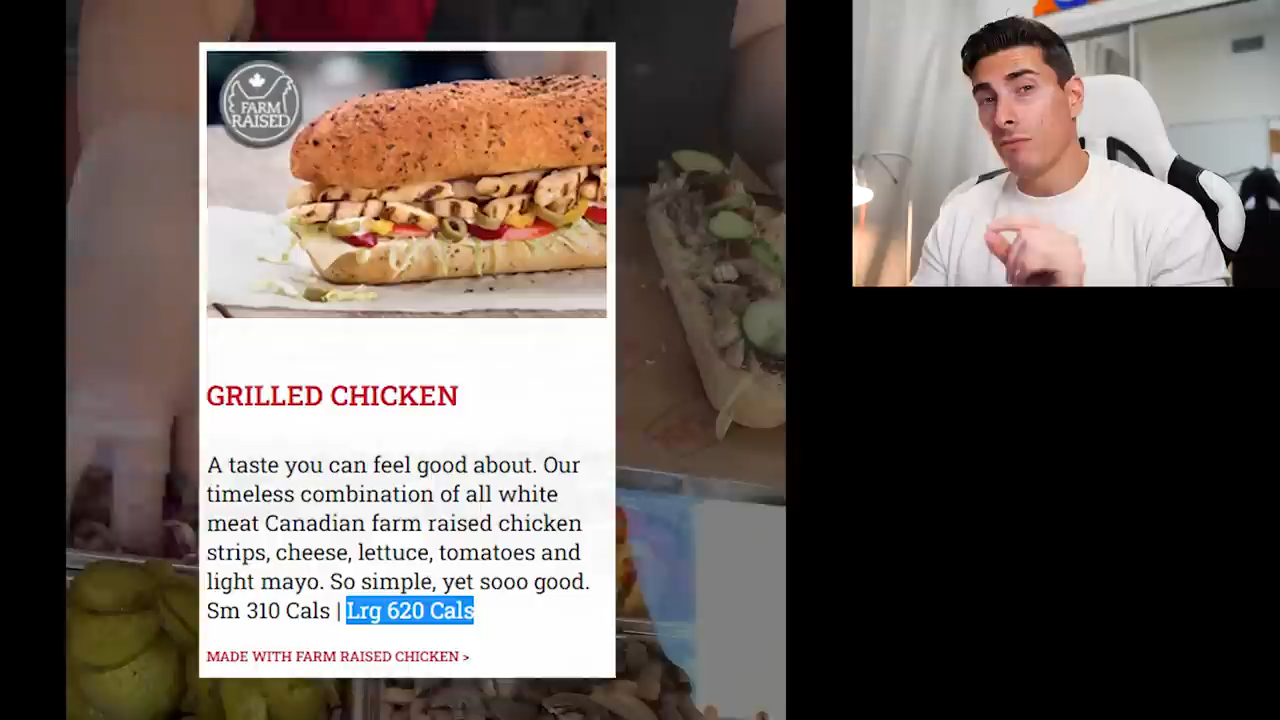 FARM
RAISED
GRILLED CHICKEN
A taste you can feel good about. Our
timeless combination of all white
meat Canadian farm raised chicken
strips, cheese, lettuce, tomatoes and
light mayo. So simple, yet sooo good.
Sm 310 Cals | Lrg 620 Cals
MADE WITH FARM RAISED CHICKEN >